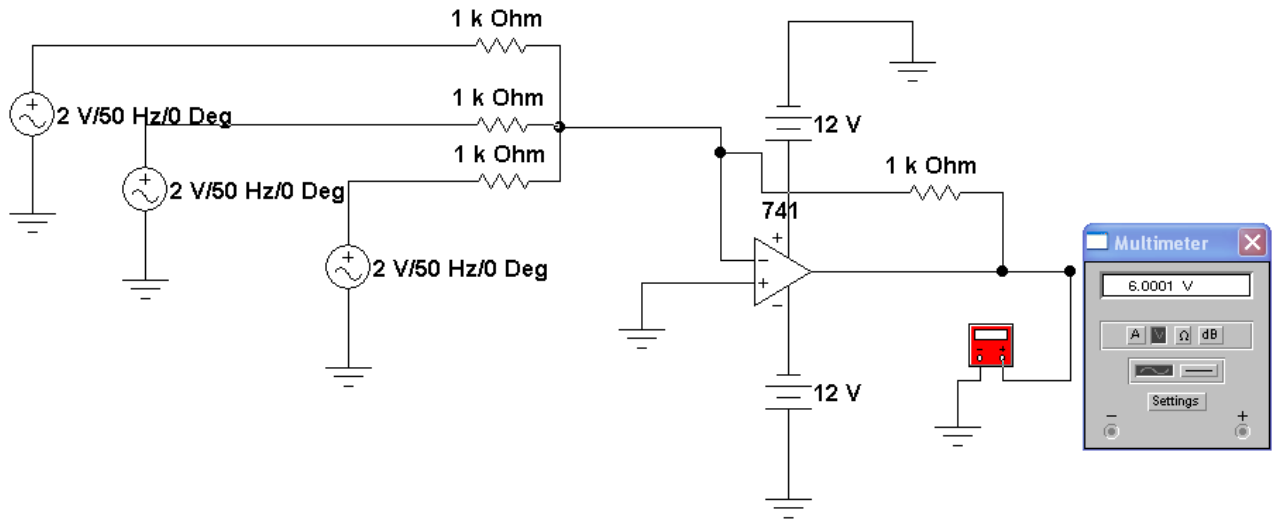 1 k Ohm
2 V/50 Hz/0 Deg
1 k Ohm
12 V
1 k Ohm
1 k Ohm
2 V/50 Hz/0 Deg
741
2 V/50 Hz/0 Deg
12 V
Multimeter
6.0001 V
A V Ω dB
Settings